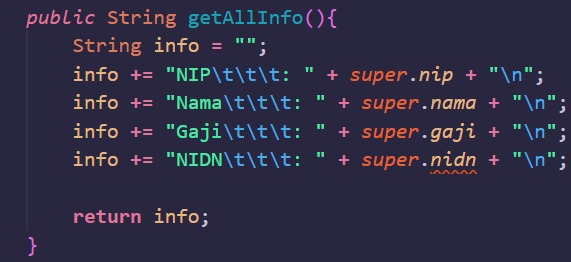 public String getAllInfo(){
    String info = "";
    info += "NIP\t\t\t: " + super.nip + "\n";
    info += "Nama\t\t\t: " + super.nama + "\n";
    info += "Gaji\t\t\t: " + super.gaji + "\n";
    info += "NIDN\t\t\t: " + super.nidn + "\n";

    return info;
}